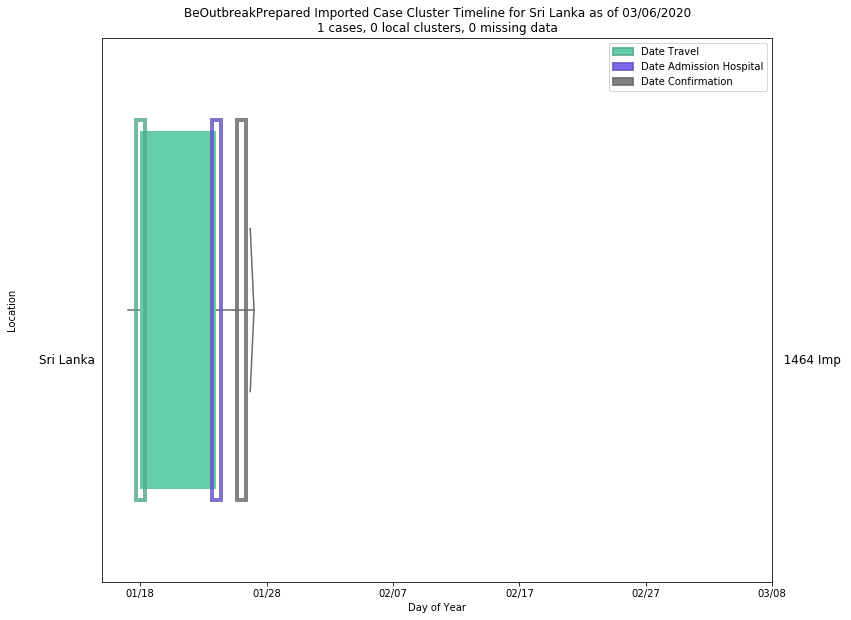 BeOutbreakPrepared Imported Case Cluster Timeline for Sri Lanka as of 03/06/2020
1 cases, 0 local clusters, 0 missing data
Date Travel
Date Admission Hospital
Date Confirmation
Location
Sri Lanka
1464 Imp
01/18 01/28 02/07 02/17 02/27 03/08
Day of Year